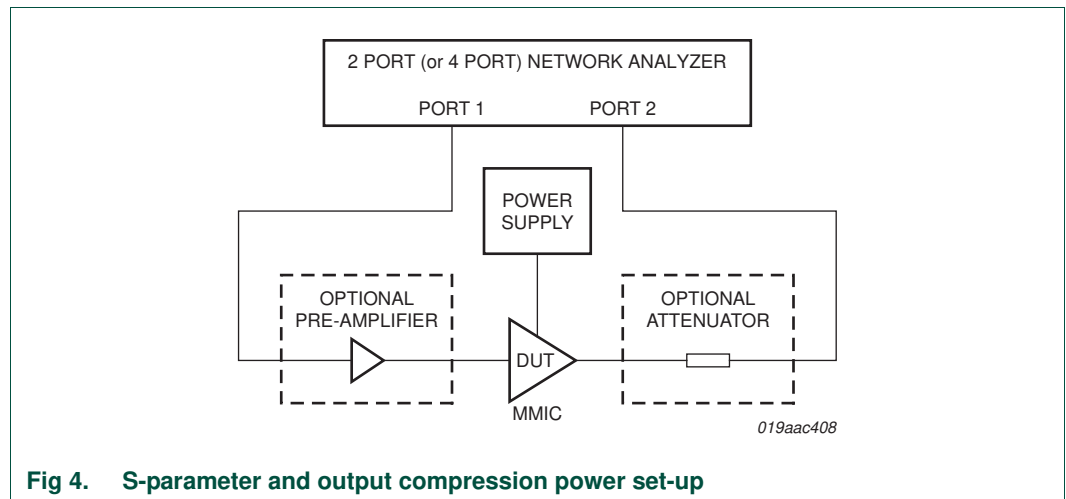 2 PORT (or 4 PORT) NETWORK ANALYZER
PORT 1
PORT 2
POWER
SUPPLY
OPTIONAL
PRE-AMPLIFIER
OPTIONAL
ATTENUATOR
DUT
MMIC
019aac408
Fig 4. S-parameter and output compression power set-up